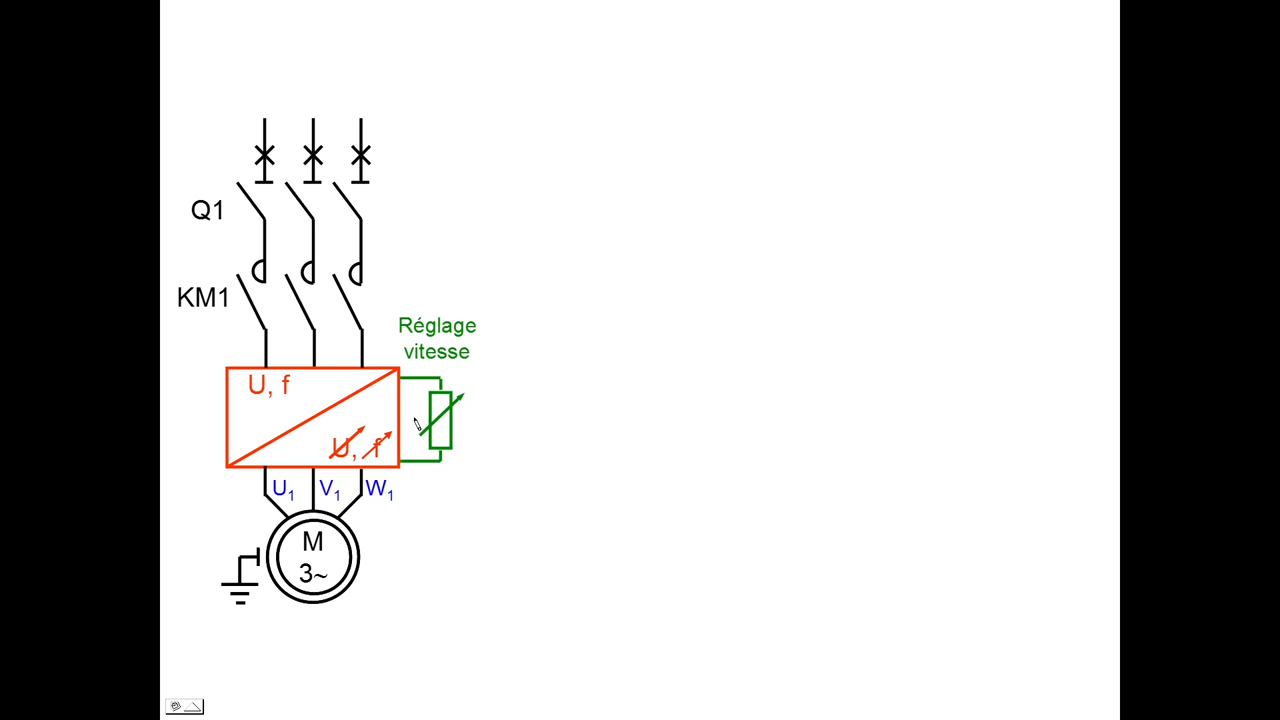 Q1
KM1
Réglage
vitesse
U, f
U, f
U1 V1 W1
M
3~